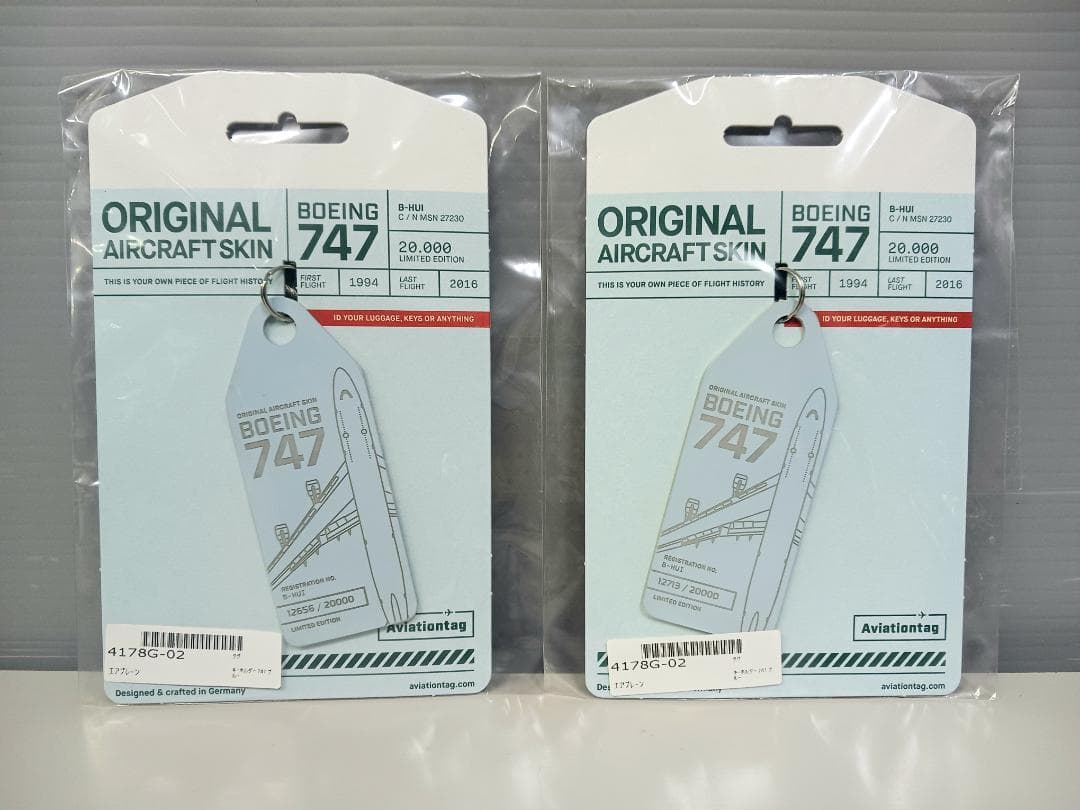 ORIGINAL
AIRCRAFT SKIN
BOEING
747
B-HUI
C / N MSN 27230
20.000
LIMITED EDITION
THIS IS YOUR OWN PIECE OF FLIGHT HISTORY
FIRST
FLIGHT
1994
LAST
FLIGHT
2016
ID YOUR LUGGAGE, KEYS OR ANYTHING
ORIGINAL AIRCRAFT SKIN
BOEING
747
REGISTRATION NO.
B-HUI
12656 / 20000
LIMITED EDITION
Aviationtag
4178G-02
エアプレーン
Designed & crafted in Germany
aviationtag.com
ORIGINAL
AIRCRAFT SKIN
BOEING
747
B-HUI
C / N MSN 27230
20.000
LIMITED EDITION
THIS IS YOUR OWN PIECE OF FLIGHT HISTORY
FIRST
FLIGHT
1994
LAST
FLIGHT
2016
ID YOUR LUGGAGE, KEYS OR ANYTHING
ORIGINAL AIRCRAFT SKIN
BOEING
747
REGISTRATION NO.
B-HUI
12713 / 20000
LIMITED EDITION
Aviationtag
4178G-02
エアプレーン
aviationtag.com